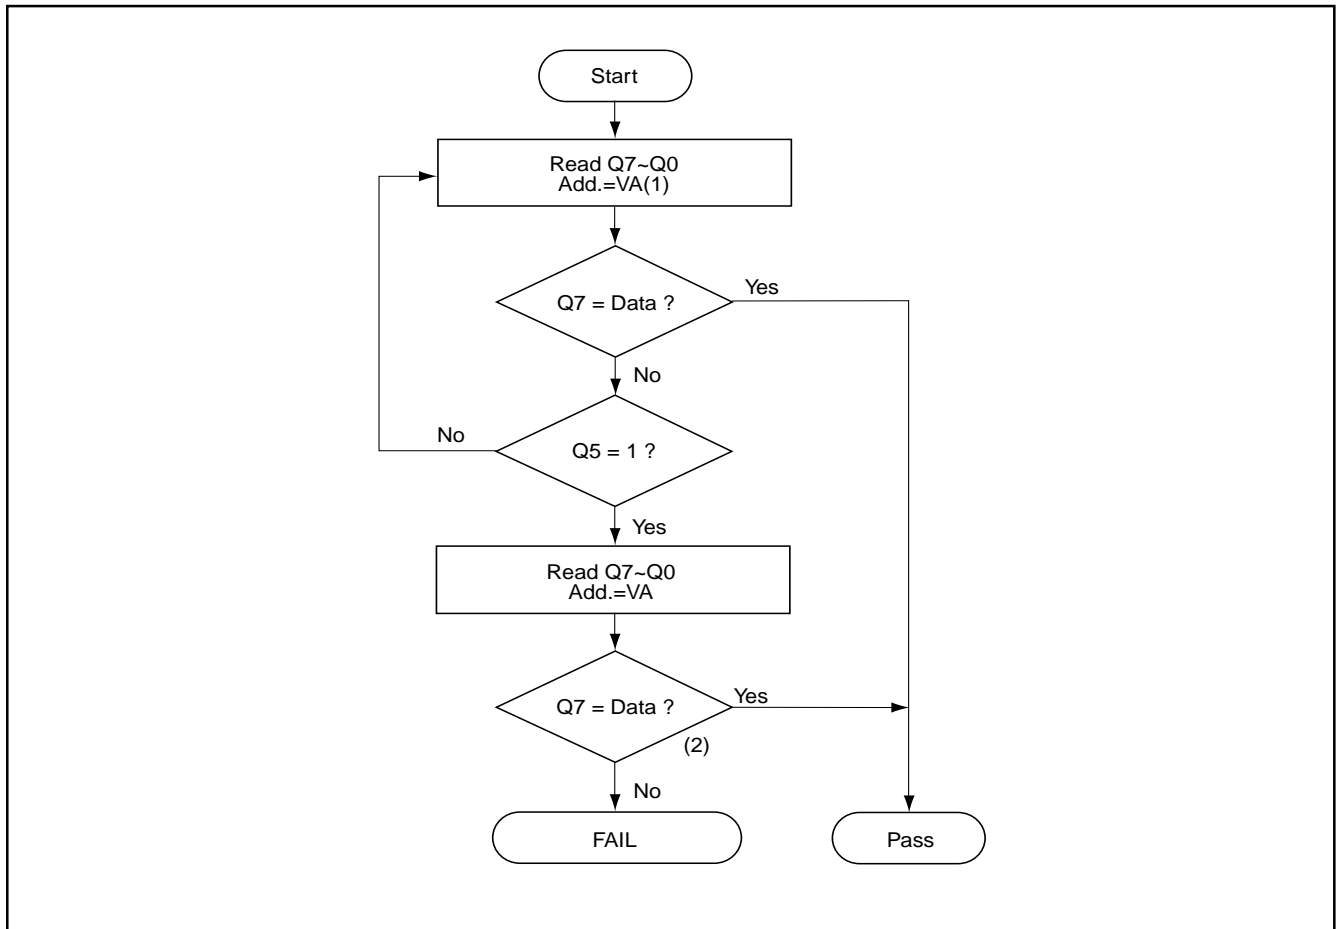 Start
Read Q7~Q0
Add.=VA(1)
Q7 = Data ?
Yes
No
Q5 = 1 ?
No
Yes
Read Q7~Q0
Add.=VA
Q7 = Data ?
Yes
(2)
No
FAIL
Pass